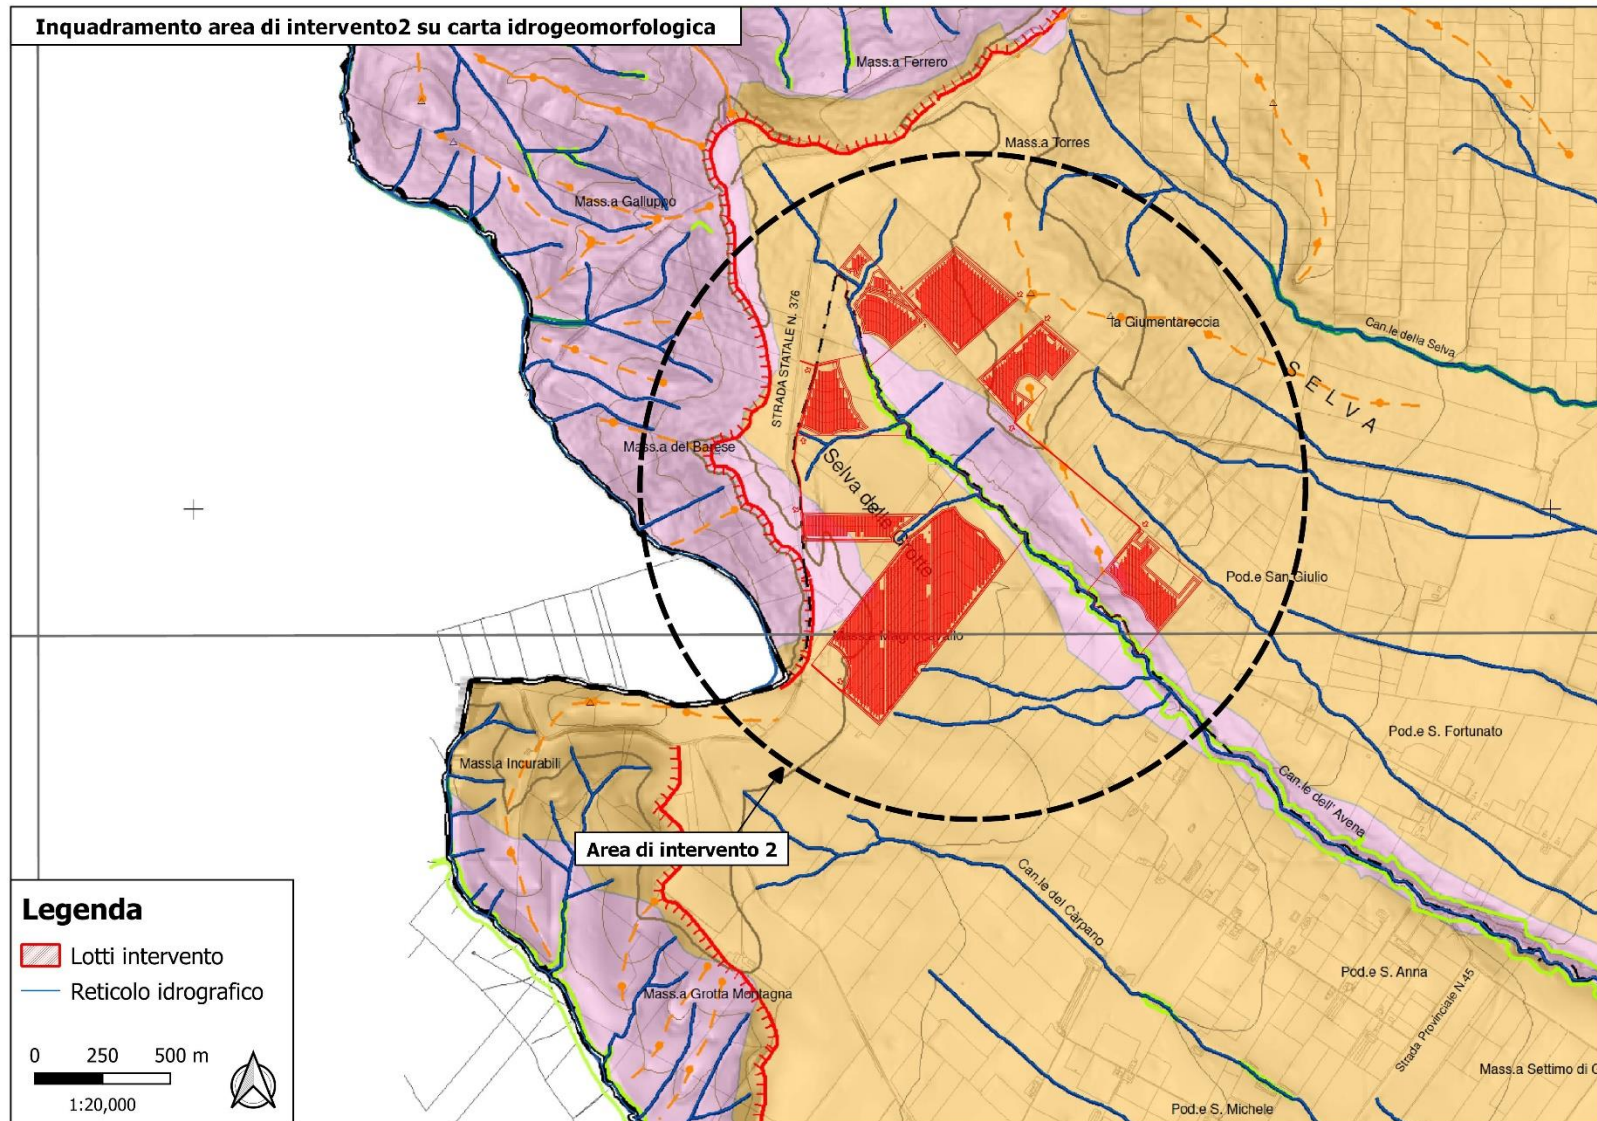 Inquadramento area di intervento2 su carta idrogeomorfologica
Mass.a Ferrero
Mass.a Torres
Mass.a Galluppo
STRADA STATALE N. 376
la Giumentareccia
Can.le della Selva
SELVA
Mass.a del Barese
Selva delle Grotte
Pod.e San Giulio
Mass.a Magnocavallo
Pod.e S. Fortunato
Mass.a Incurabili
Can.le dell' Avena
Area di intervento 2
Can.le del Càrpano
Pod.e S. Anna
Mass.a Grotta Montagna
Strada Provinciale N.45
Mass.a Settimo di
Pod.e S. Michele
Legenda
Lotti intervento
Reticolo idrografico
0 250 500 m
1:20,000